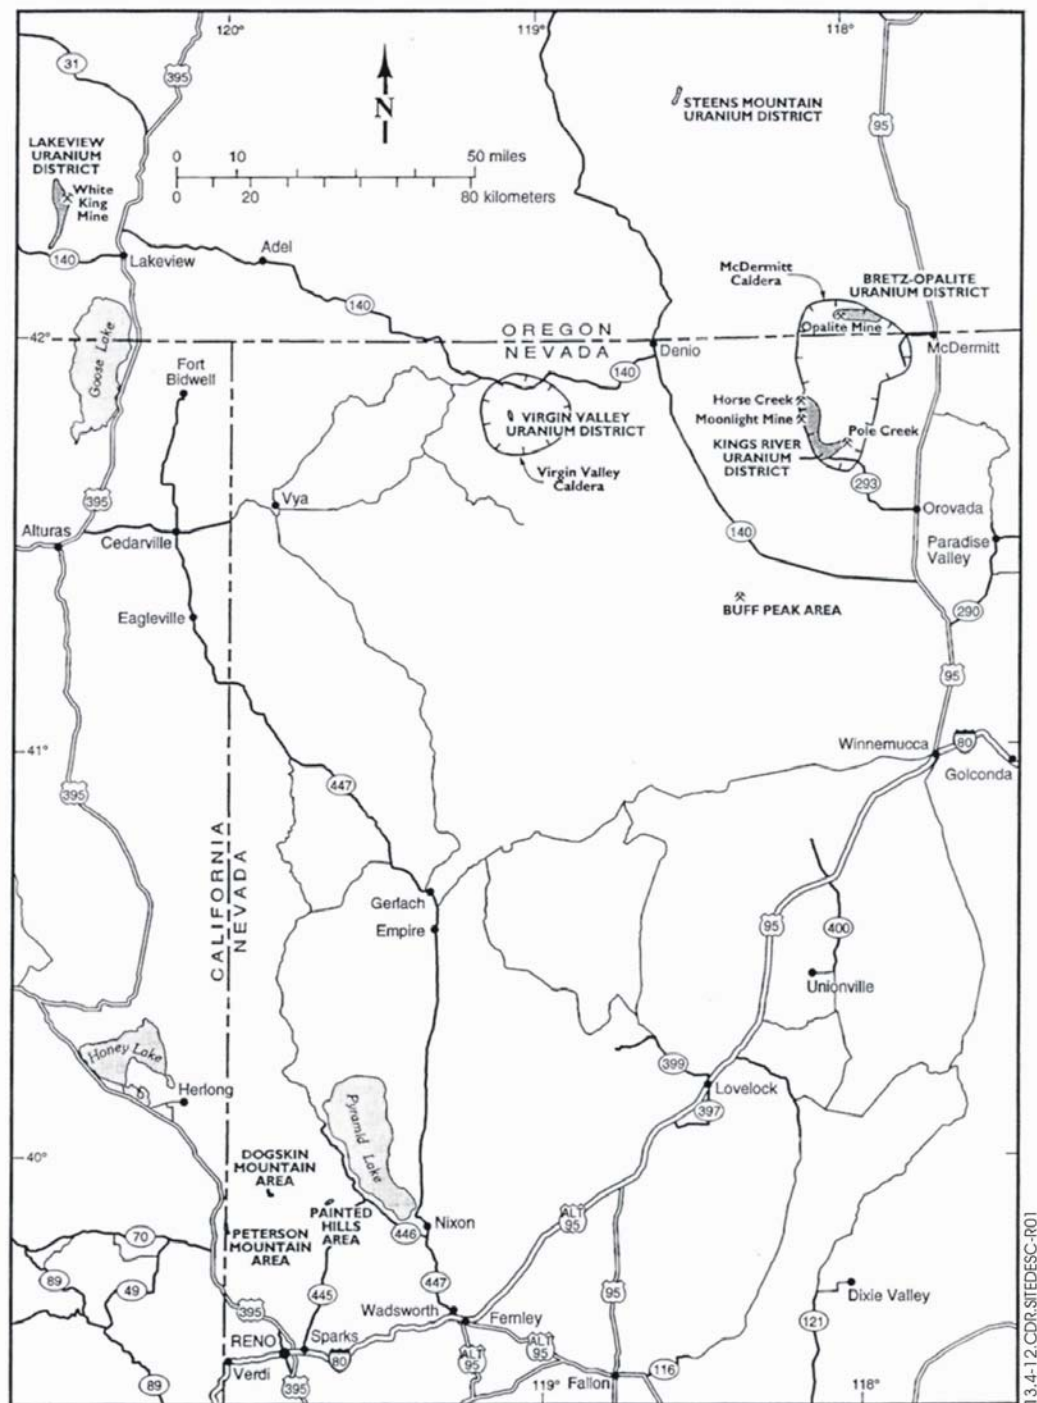 120°
119°
118°
31
395
N
STEENS MOUNTAIN
URANIUM DISTRICT
95
LAKEVIEW
URANIUM
DISTRICT
White
King
Mine
0 10 50 miles
0 20 80 kilometers
140
Lakeview
Adel
140
McDermitt
Caldera
BRETZ-OPALITE
URANIUM DISTRICT
Opalite Mine
42°
OREGON
NEVADA
Denio
McDermitt
Goose Lake
Fort
Bidwell
140
VIRGIN VALLEY
URANIUM DISTRICT
Virgin Valley
Caldera
Horse Creek
Moonlight Mine
Pole Creek
KINGS RIVER
URANIUM
DISTRICT
293
395
Vya
Orovada
Alturas
Cedarville
140
Paradise
Valley
Eagleville
BUFF PEAK AREA
290
95
41°
Winnemucca
80
Golconda
395
447
CALIFORNIA
NEVADA
Gerlach
Empire
95
400
Unionville
Honey Lake
Herlong
399
Lovelock
397
Pyramid Lake
40°
DOGSKIN
MOUNTAIN
AREA
PAINTED
HILLS
AREA
Nixon
446
ALT
95
70
PETERSON
MOUNTAIN
AREA
89
49
445
447
95
Dixie Valley
395
Wadsworth
Fernley
121
RENO
Sparks
80
ALT
95
ALT
95
Verdi
116
89
395
Fallon
119°
118°
13.4-12.CDR.SITEDESC-R01